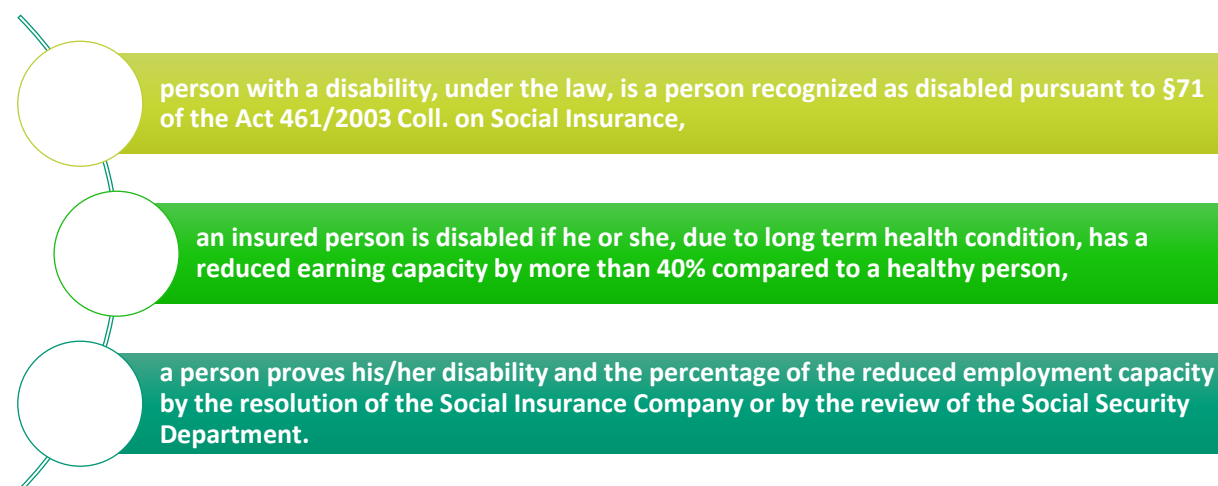 person with a disability, under the law, is a person recognized as disabled pursuant to §71
of the Act 461/2003 Coll. on Social Insurance,
an insured person is disabled if he or she, due to long term health condition, has a
reduced earning capacity by more than 40% compared to a healthy person,
a person proves his/her disability and the percentage of the reduced employment capacity
by the resolution of the Social Insurance Company or by the review of the Social Security
Department.